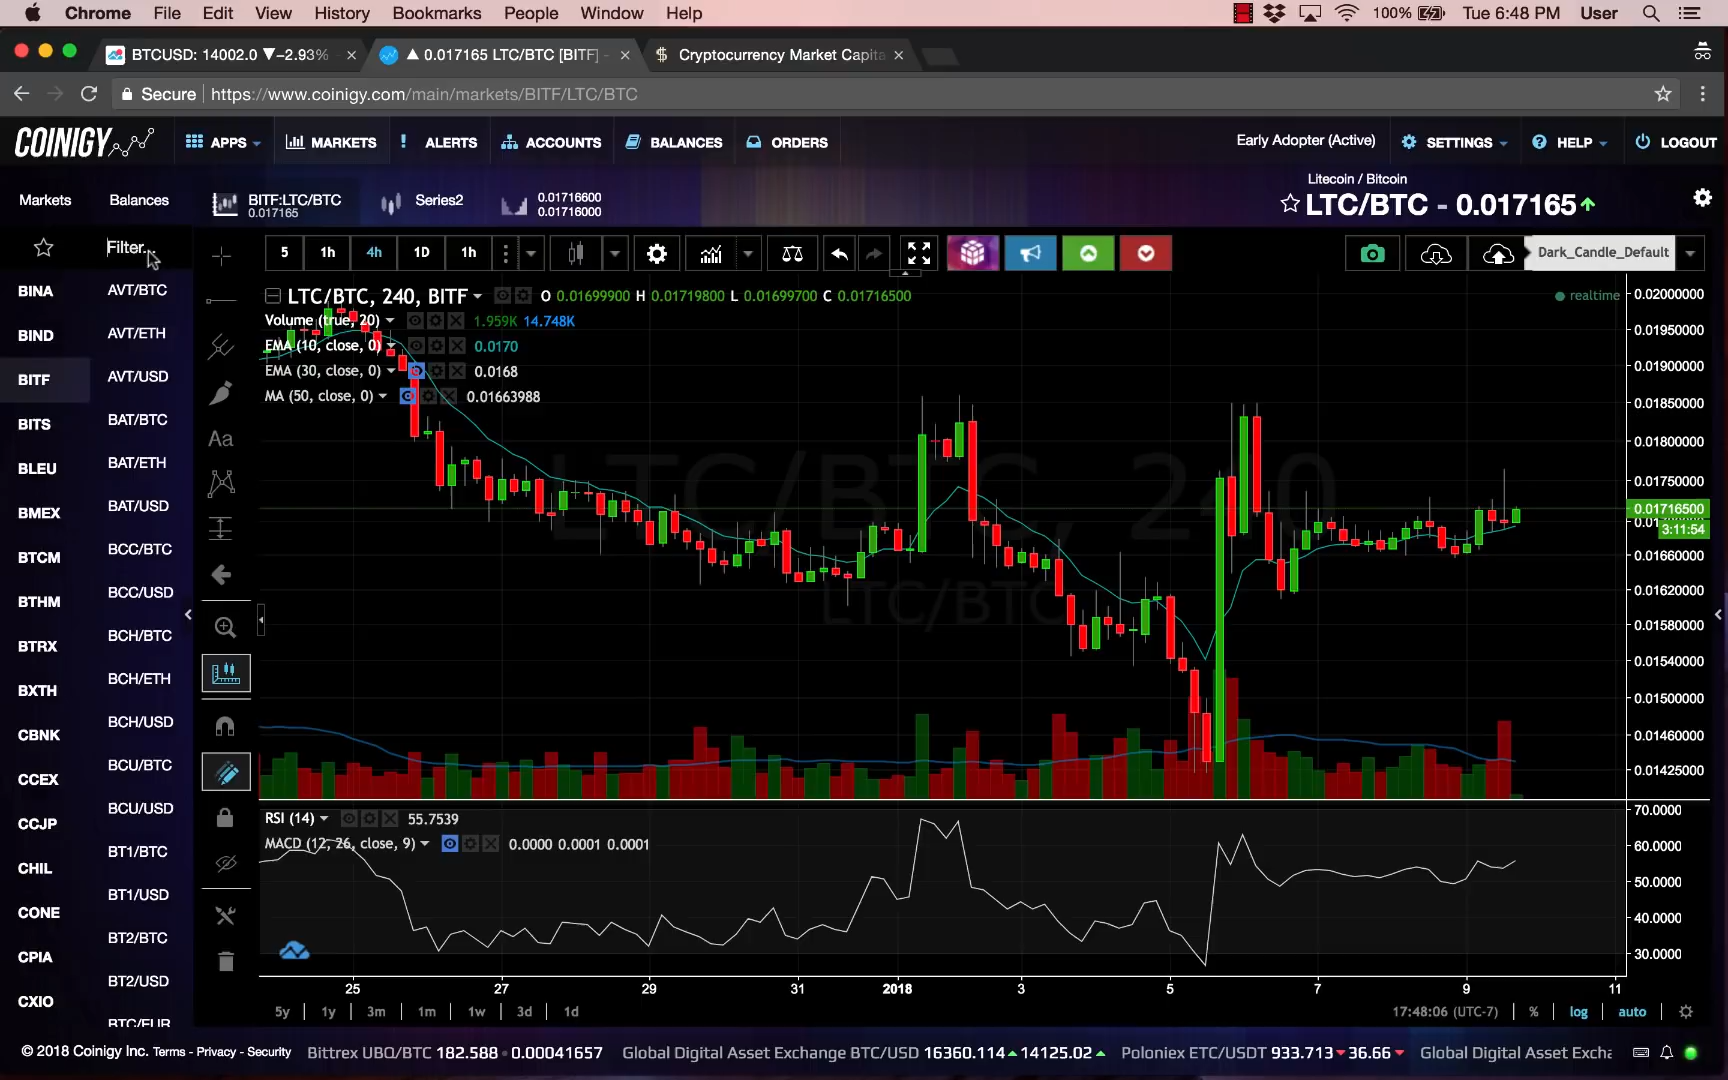 Chrome File Edit View History Bookmarks People Window Help 100% Tue 6:48 PM User
BTCUSD: 14002.0 ▼−2.93%
▲ 0.017165 LTC/BTC [BITF] -
$ Cryptocurrency Market Capita
Secure https://www.coinigy.com/main/markets/BITF/LTC/BTC
COINIGY APPS MARKETS ! ALERTS ACCOUNTS BALANCES ORDERS Early Adopter (Active) SETTINGS ? HELP LOGOUT
Markets Balances
BITF:LTC/BTC
0.017165
Series2
0.01716600
0.01716000
Litecoin / Bitcoin
LTC/BTC - 0.017165
Filter...
5 1h 4h 1D 1h
Dark_Candle_Default
BINA
BIND
BITF
BITS
BLEU
BMEX
BTCM
BTHM
BTRX
BXTH
CBNK
CCEX
CCJP
CHIL
CONE
CPIA
CXIO
AVT/BTC
AVT/ETH
AVT/USD
BAT/BTC
BAT/ETH
BAT/USD
BCC/BTC
BCC/USD
BCH/BTC
BCH/ETH
BCH/USD
BCU/BTC
BCU/USD
BT1/BTC
BT1/USD
BT2/BTC
BT2/USD
BTC/EUR
Aa
LTC/BTC, 240, BITF O 0.01699900 H 0.01719800 L 0.01699700 C 0.01716500
realtime
Volume (true, 20) 1.959K 14.748K
EMA (10, close, 0) 0.0170
EMA (30, close, 0) 0.0168
MA (50, close, 0) 0.01663988
LTC/BTC, 240
LTC/BTC
0.02000000
0.01950000
0.01900000
0.01850000
0.01800000
0.01750000
0.01716500
3:11:54
0.01660000
0.01620000
0.01580000
0.01540000
0.01500000
0.01460000
0.01425000
RSI (14) 55.7539
MACD (12, 26, close, 9) 0.0000 0.0001 0.0001
70.0000
60.0000
50.0000
40.0000
30.0000
25 27 29 31 2018 3 5 7 9 11
5y 1y 3m 1m 1w 3d 1d 17:48:06 (UTC-7) % log auto
© 2018 Coinigy Inc. Terms - Privacy - Security Bittrex UBQ/BTC 182.588 0.00041657 Global Digital Asset Exchange BTC/USD 16360.114 14125.02 Poloniex ETC/USDT 933.713 36.66 Global Digital Asset Excha